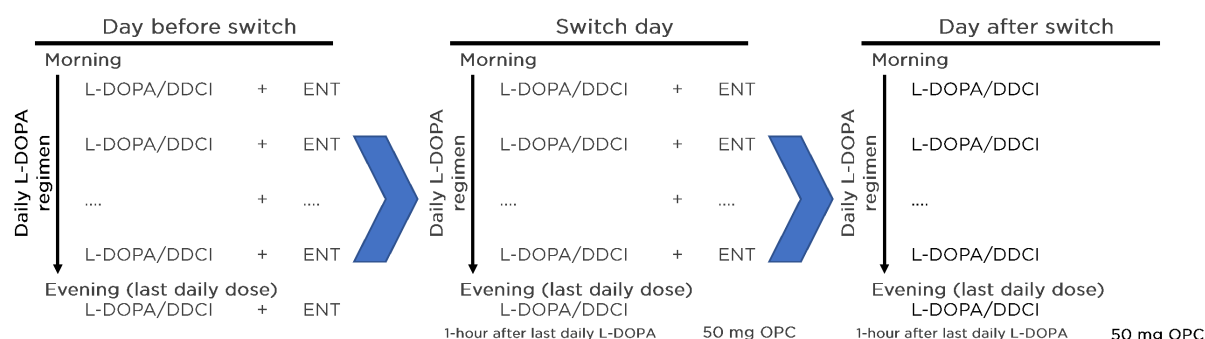 Day before switch
Morning
Daily L-DOPA
regimen
L-DOPA/DDCI + ENT
L-DOPA/DDCI + ENT
.... + ....
L-DOPA/DDCI + ENT
Evening (last daily dose)
L-DOPA/DDCI + ENT
Switch day
Morning
Daily L-DOPA
regimen
L-DOPA/DDCI + ENT
L-DOPA/DDCI + ENT
.... + ....
L-DOPA/DDCI + ENT
Evening (last daily dose)
L-DOPA/DDCI
1-hour after last daily L-DOPA 50 mg OPC
Day after switch
Morning
Daily L-DOPA
regimen
L-DOPA/DDCI
L-DOPA/DDCI
....
L-DOPA/DDCI
Evening (last daily dose)
L-DOPA/DDCI
1-hour after last daily L-DOPA 50 mg OPC